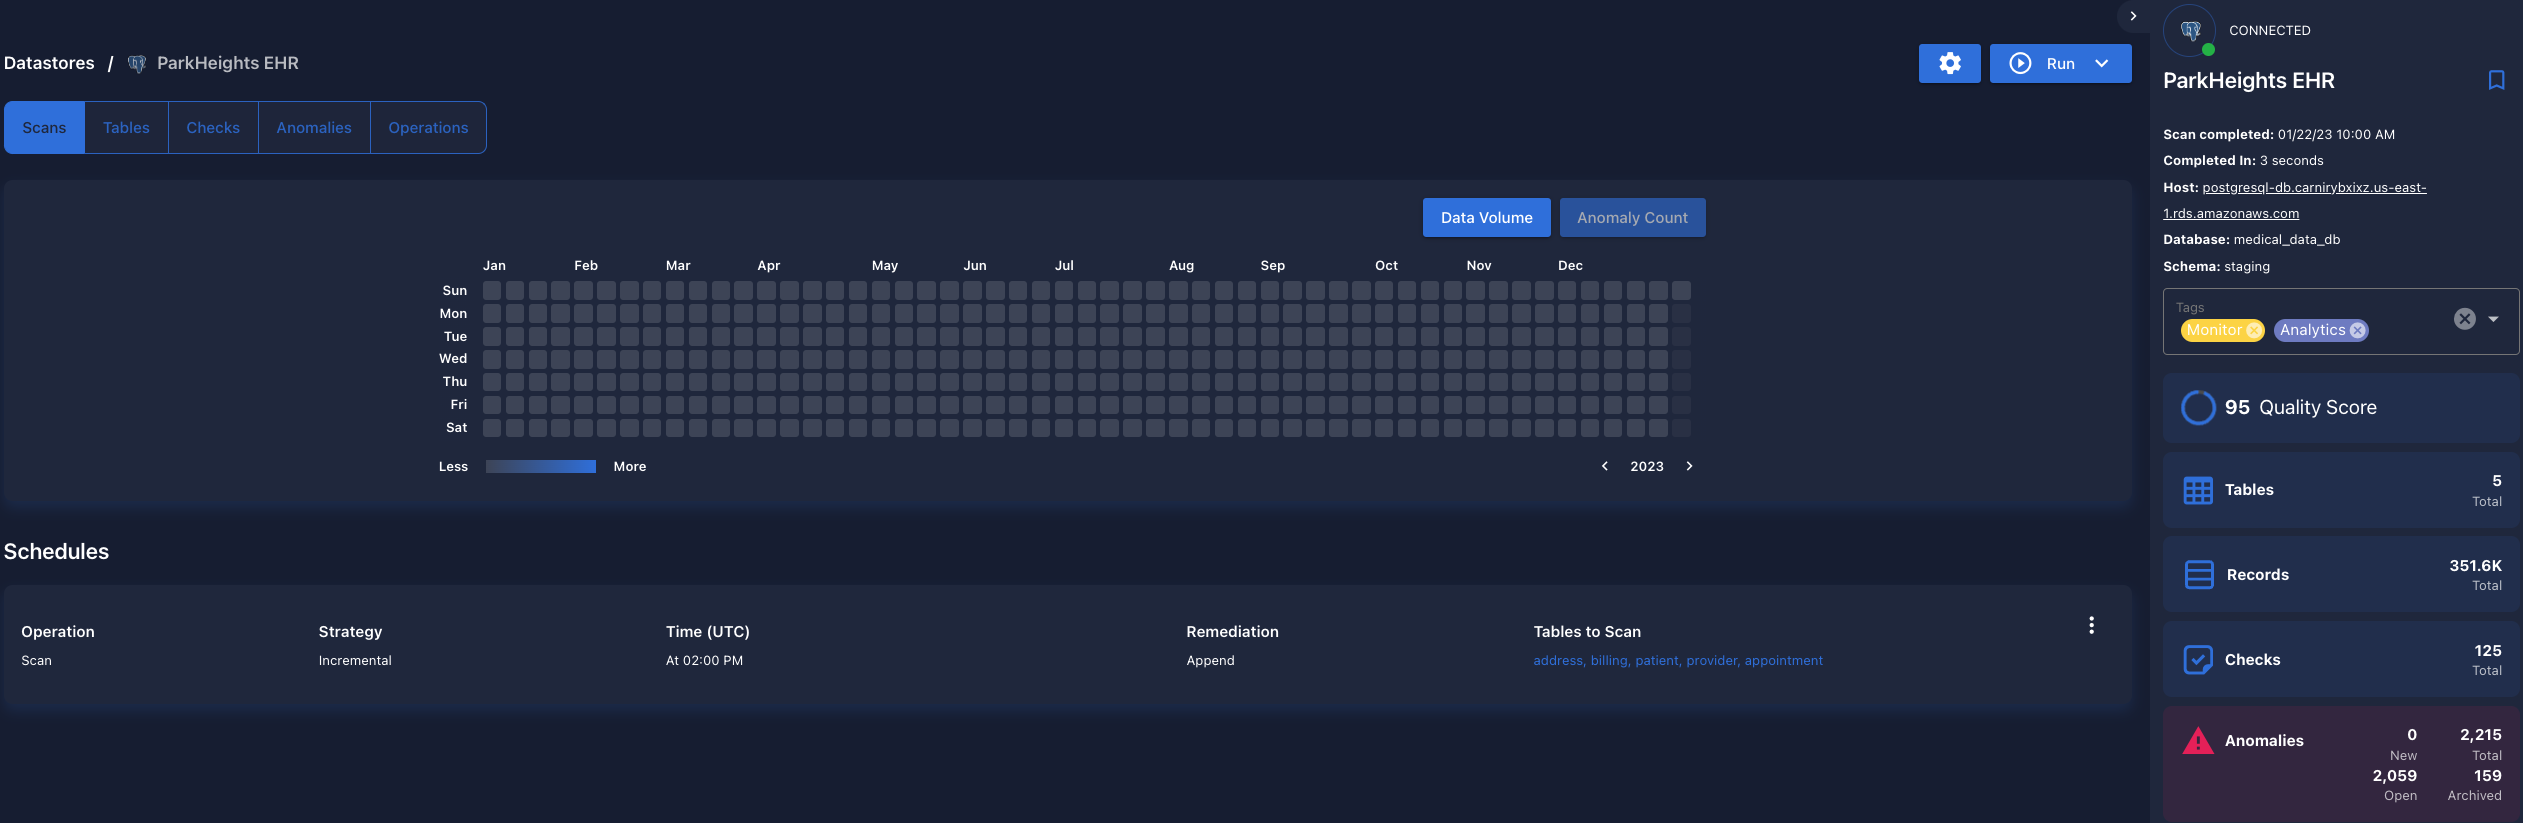 CONNECTED
Datastores / ParkHeights EHR
Run
Scans Tables Checks Anomalies Operations
Data Volume Anomaly Count
Jan Feb Mar Apr May Jun Jul Aug Sep Oct Nov Dec
Sun
Mon
Tue
Wed
Thu
Fri
Sat
Less More
2023
Schedules
Operation Strategy Time (UTC) Remediation Tables to Scan
Scan Incremental At 02:00 PM Append address, billing, patient, provider, appointment
ParkHeights EHR
Scan completed: 01/22/23 10:00 AM
Completed In: 3 seconds
Host: postgresql-db.carnirybxixz.us-east-
1.rds.amazonaws.com
Database: medical_data_db
Schema: staging
Tags
Monitor Analytics
95 Quality Score
Tables 5
Total
Records 351.6K
Total
Checks 125
Total
Anomalies 0 2,215
New Total
2,059 159
Open Archived